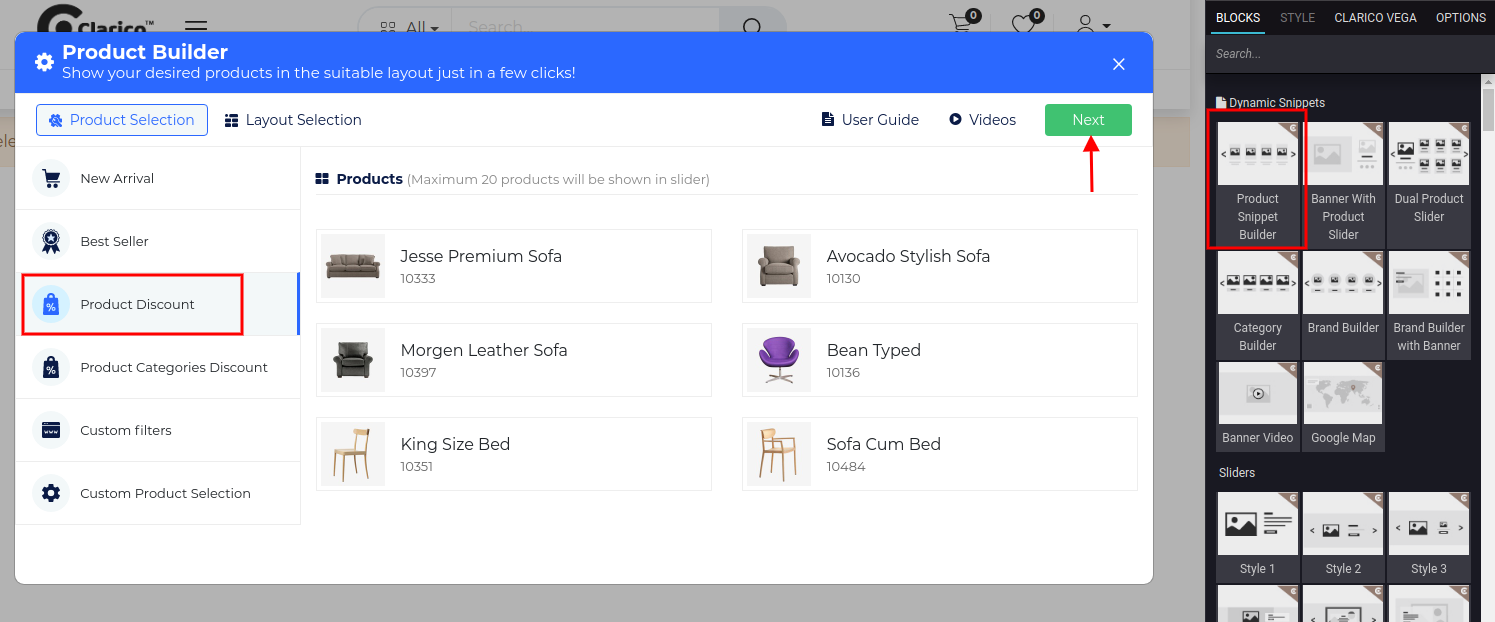 Clarico™
All
Search
0
0
Product Builder
Show your desired products in the suitable layout just in a few clicks!
Product Selection
Layout Selection
User Guide
Videos
Next
ele
New Arrival
Best Seller
Product Discount
Product Categories Discount
Custom filters
Custom Product Selection
Products (Maximum 20 products will be shown in slider)
Jesse Premium Sofa
10333
Avocado Stylish Sofa
10130
Morgen Leather Sofa
10397
Bean Typed
10136
King Size Bed
10351
Sofa Cum Bed
10484
BLOCKS
STYLE
CLARICO VEGA
OPTIONS
Search...
Dynamic Snippets
Product
Snippet
Builder
Banner With
Product
Slider
Dual Product
Slider
Category
Builder
Brand Builder
Brand Builder
with Banner
Banner Video
Google Map
Sliders
Style 1
Style 2
Style 3